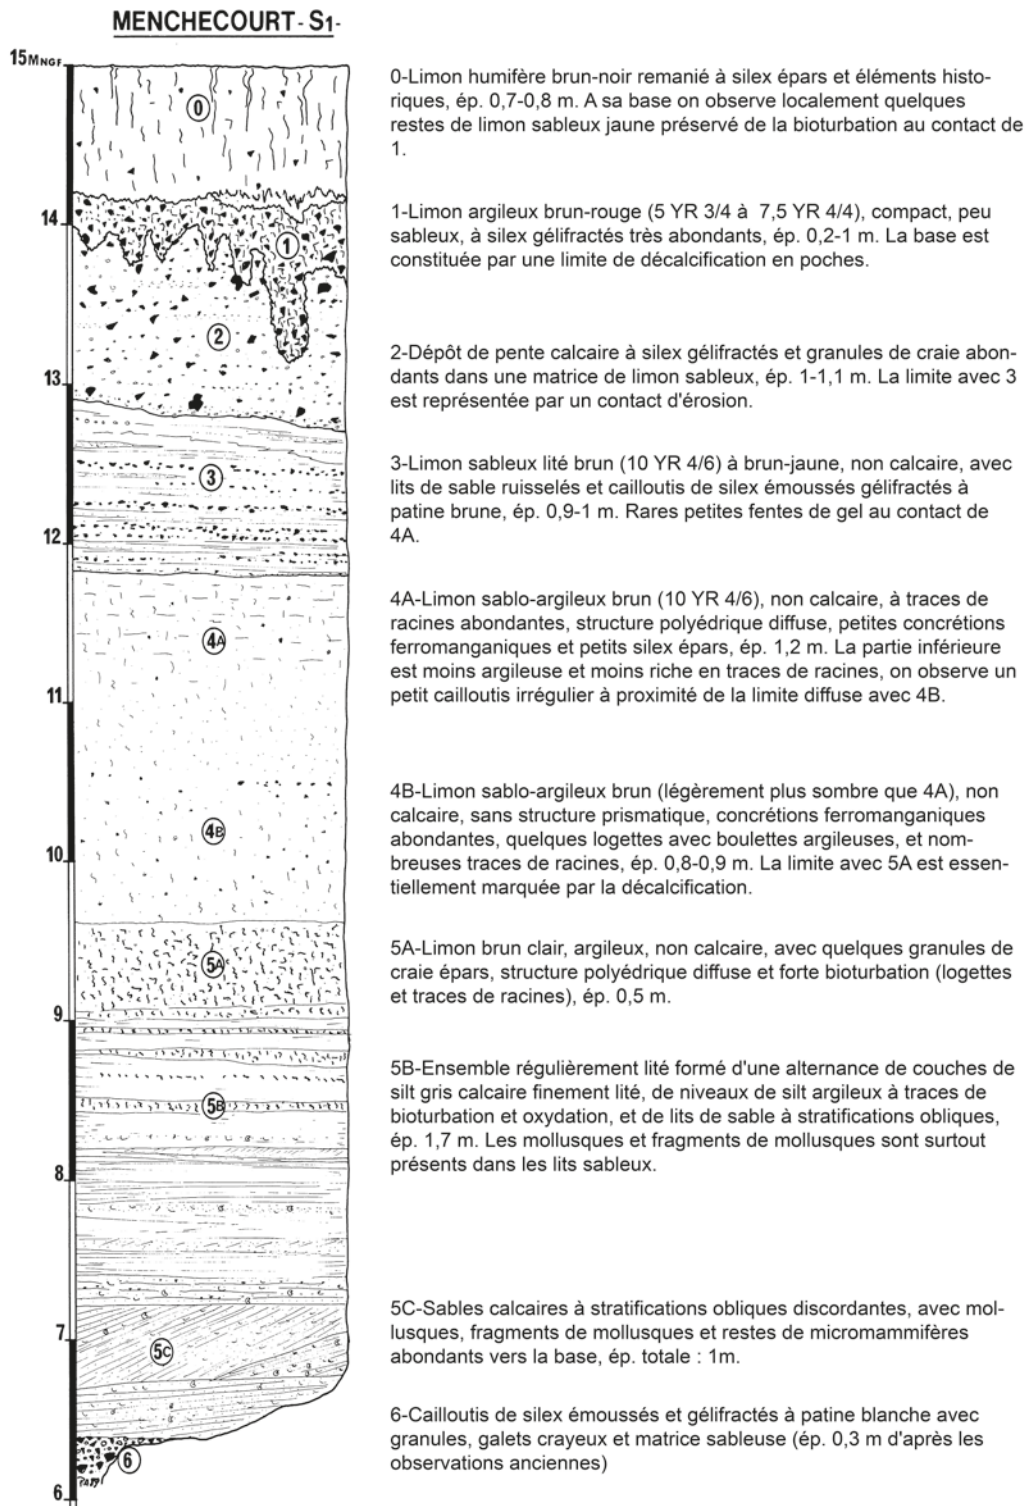 MENCHECOURT - S1-
15 M NGF
0-Limon humifère brun-noir remanié à silex épars et éléments histo-
riques, ép. 0,7-0,8 m. A sa base on observe localement quelques
restes de limon sableux jaune préservé de la bioturbation au contact de
1.
0
14
1-Limon argileux brun-rouge (5 YR 3/4 à 7,5 YR 4/4), compact, peu
sableux, à silex gélifractés très abondants, ép. 0,2-1 m. La base est
constituée par une limite de décalcification en poches.
1
2-Dépôt de pente calcaire à silex gélifractés et granules de craie abon-
dants dans une matrice de limon sableux, ép. 1-1,1 m. La limite avec 3
est représentée par un contact d'érosion.
2
13
3-Limon sableux lité brun (10 YR 4/6) à brun-jaune, non calcaire, avec
lits de sable ruisselés et cailloutis de silex émoussés gélifractés à
patine brune, ép. 0,9-1 m. Rares petites fentes de gel au contact de
4A.
3
12
4A-Limon sablo-argileux brun (10 YR 4/6), non calcaire, à traces de
racines abondantes, structure polyédrique diffuse, petites concrétions
ferromanganiques et petits silex épars, ép. 1,2 m. La partie inférieure
est moins argileuse et moins riche en traces de racines, on observe un
petit cailloutis irrégulier à proximité de la limite diffuse avec 4B.
4A
11
4B-Limon sablo-argileux brun (légèrement plus sombre que 4A), non
calcaire, sans structure prismatique, concrétions ferromanganiques
abondantes, quelques logettes avec boulettes argileuses, et nom-
breuses traces de racines, ép. 0,8-0,9 m. La limite avec 5A est essen-
tiellement marquée par la décalcification.
4B
10
5A-Limon brun clair, argileux, non calcaire, avec quelques granules de
craie épars, structure polyédrique diffuse et forte bioturbation (logettes
et traces de racines), ép. 0,5 m.
5A
9
5B-Ensemble régulièrement lité formé d'une alternance de couches de
silt gris calcaire finement lité, de niveaux de silt argileux à traces de
bioturbation et oxydation, et de lits de sable à stratifications obliques,
ép. 1,7 m. Les mollusques et fragments de mollusques sont surtout
présents dans les lits sableux.
5B
8
5C-Sables calcaires à stratifications obliques discordantes, avec mol-
lusques, fragments de mollusques et restes de micromammifères
abondants vers la base, ép. totale : 1m.
7
5C
6-Cailloutis de silex émoussés et gélifractés à patine blanche avec
granules, galets crayeux et matrice sableuse (ép. 0,3 m d'après les
observations anciennes)
6
6